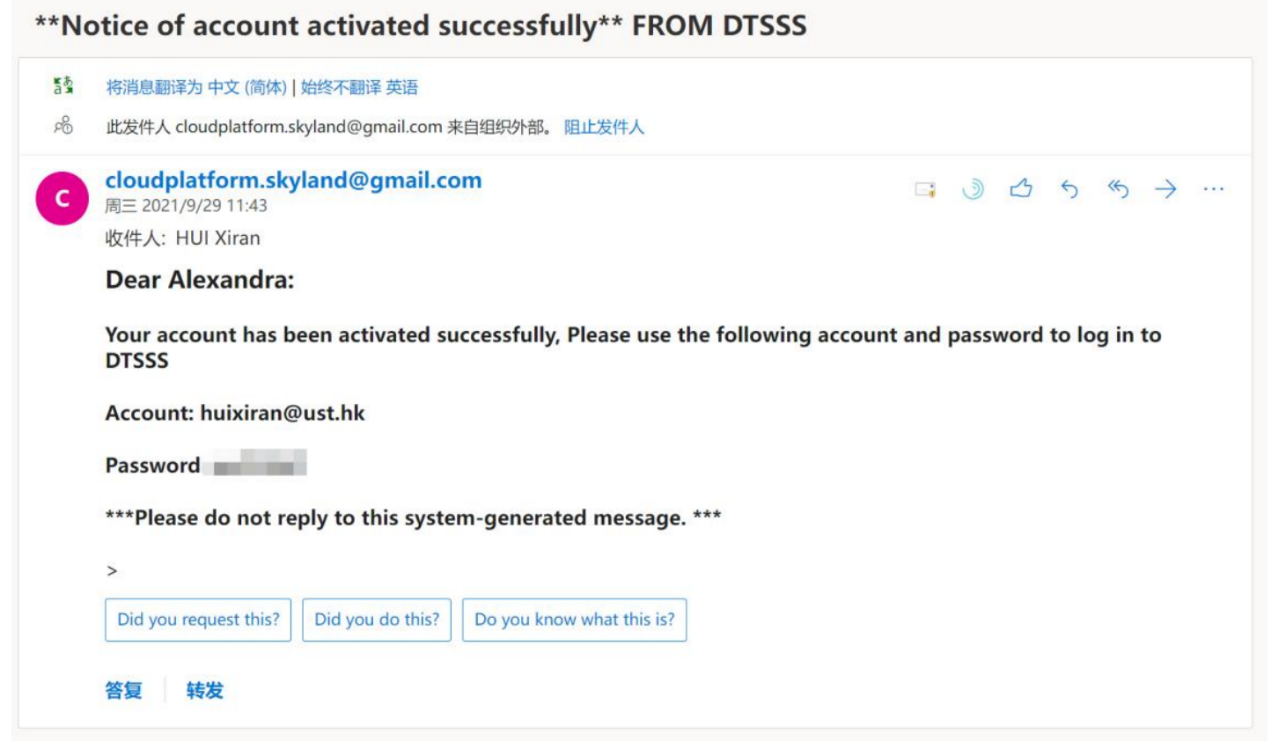 **Notice of account activated successfully** FROM DTSSS
将消息翻译为 中文 (简体) | 始终不翻译 英语
此发件人 cloudplatform.skyland@gmail.com 来自组织外部。 阻止发件人
C
cloudplatform.skyland@gmail.com
周三 2021/9/29 11:43
收件人: HUI Xiran
Dear Alexandra:
Your account has been activated successfully, Please use the following account and password to log in to
DTSSS
Account: huixiran@ust.hk
Password
***Please do not reply to this system-generated message. ***
>
Did you request this? Did you do this? Do you know what this is?
答复 转发